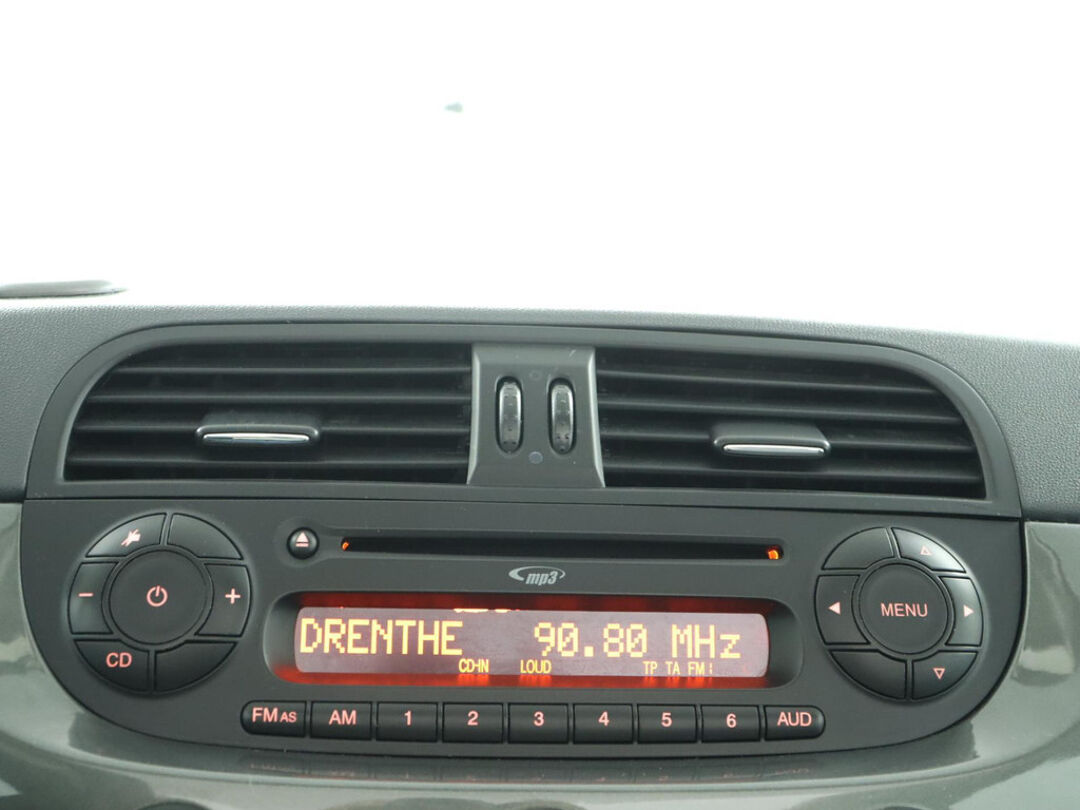 mp3
DRENTHE 90.80 MHz
CD-IN LOUD TP TA FM1
MENU
CD
FM AS AM 1 2 3 4 5 6 AUD